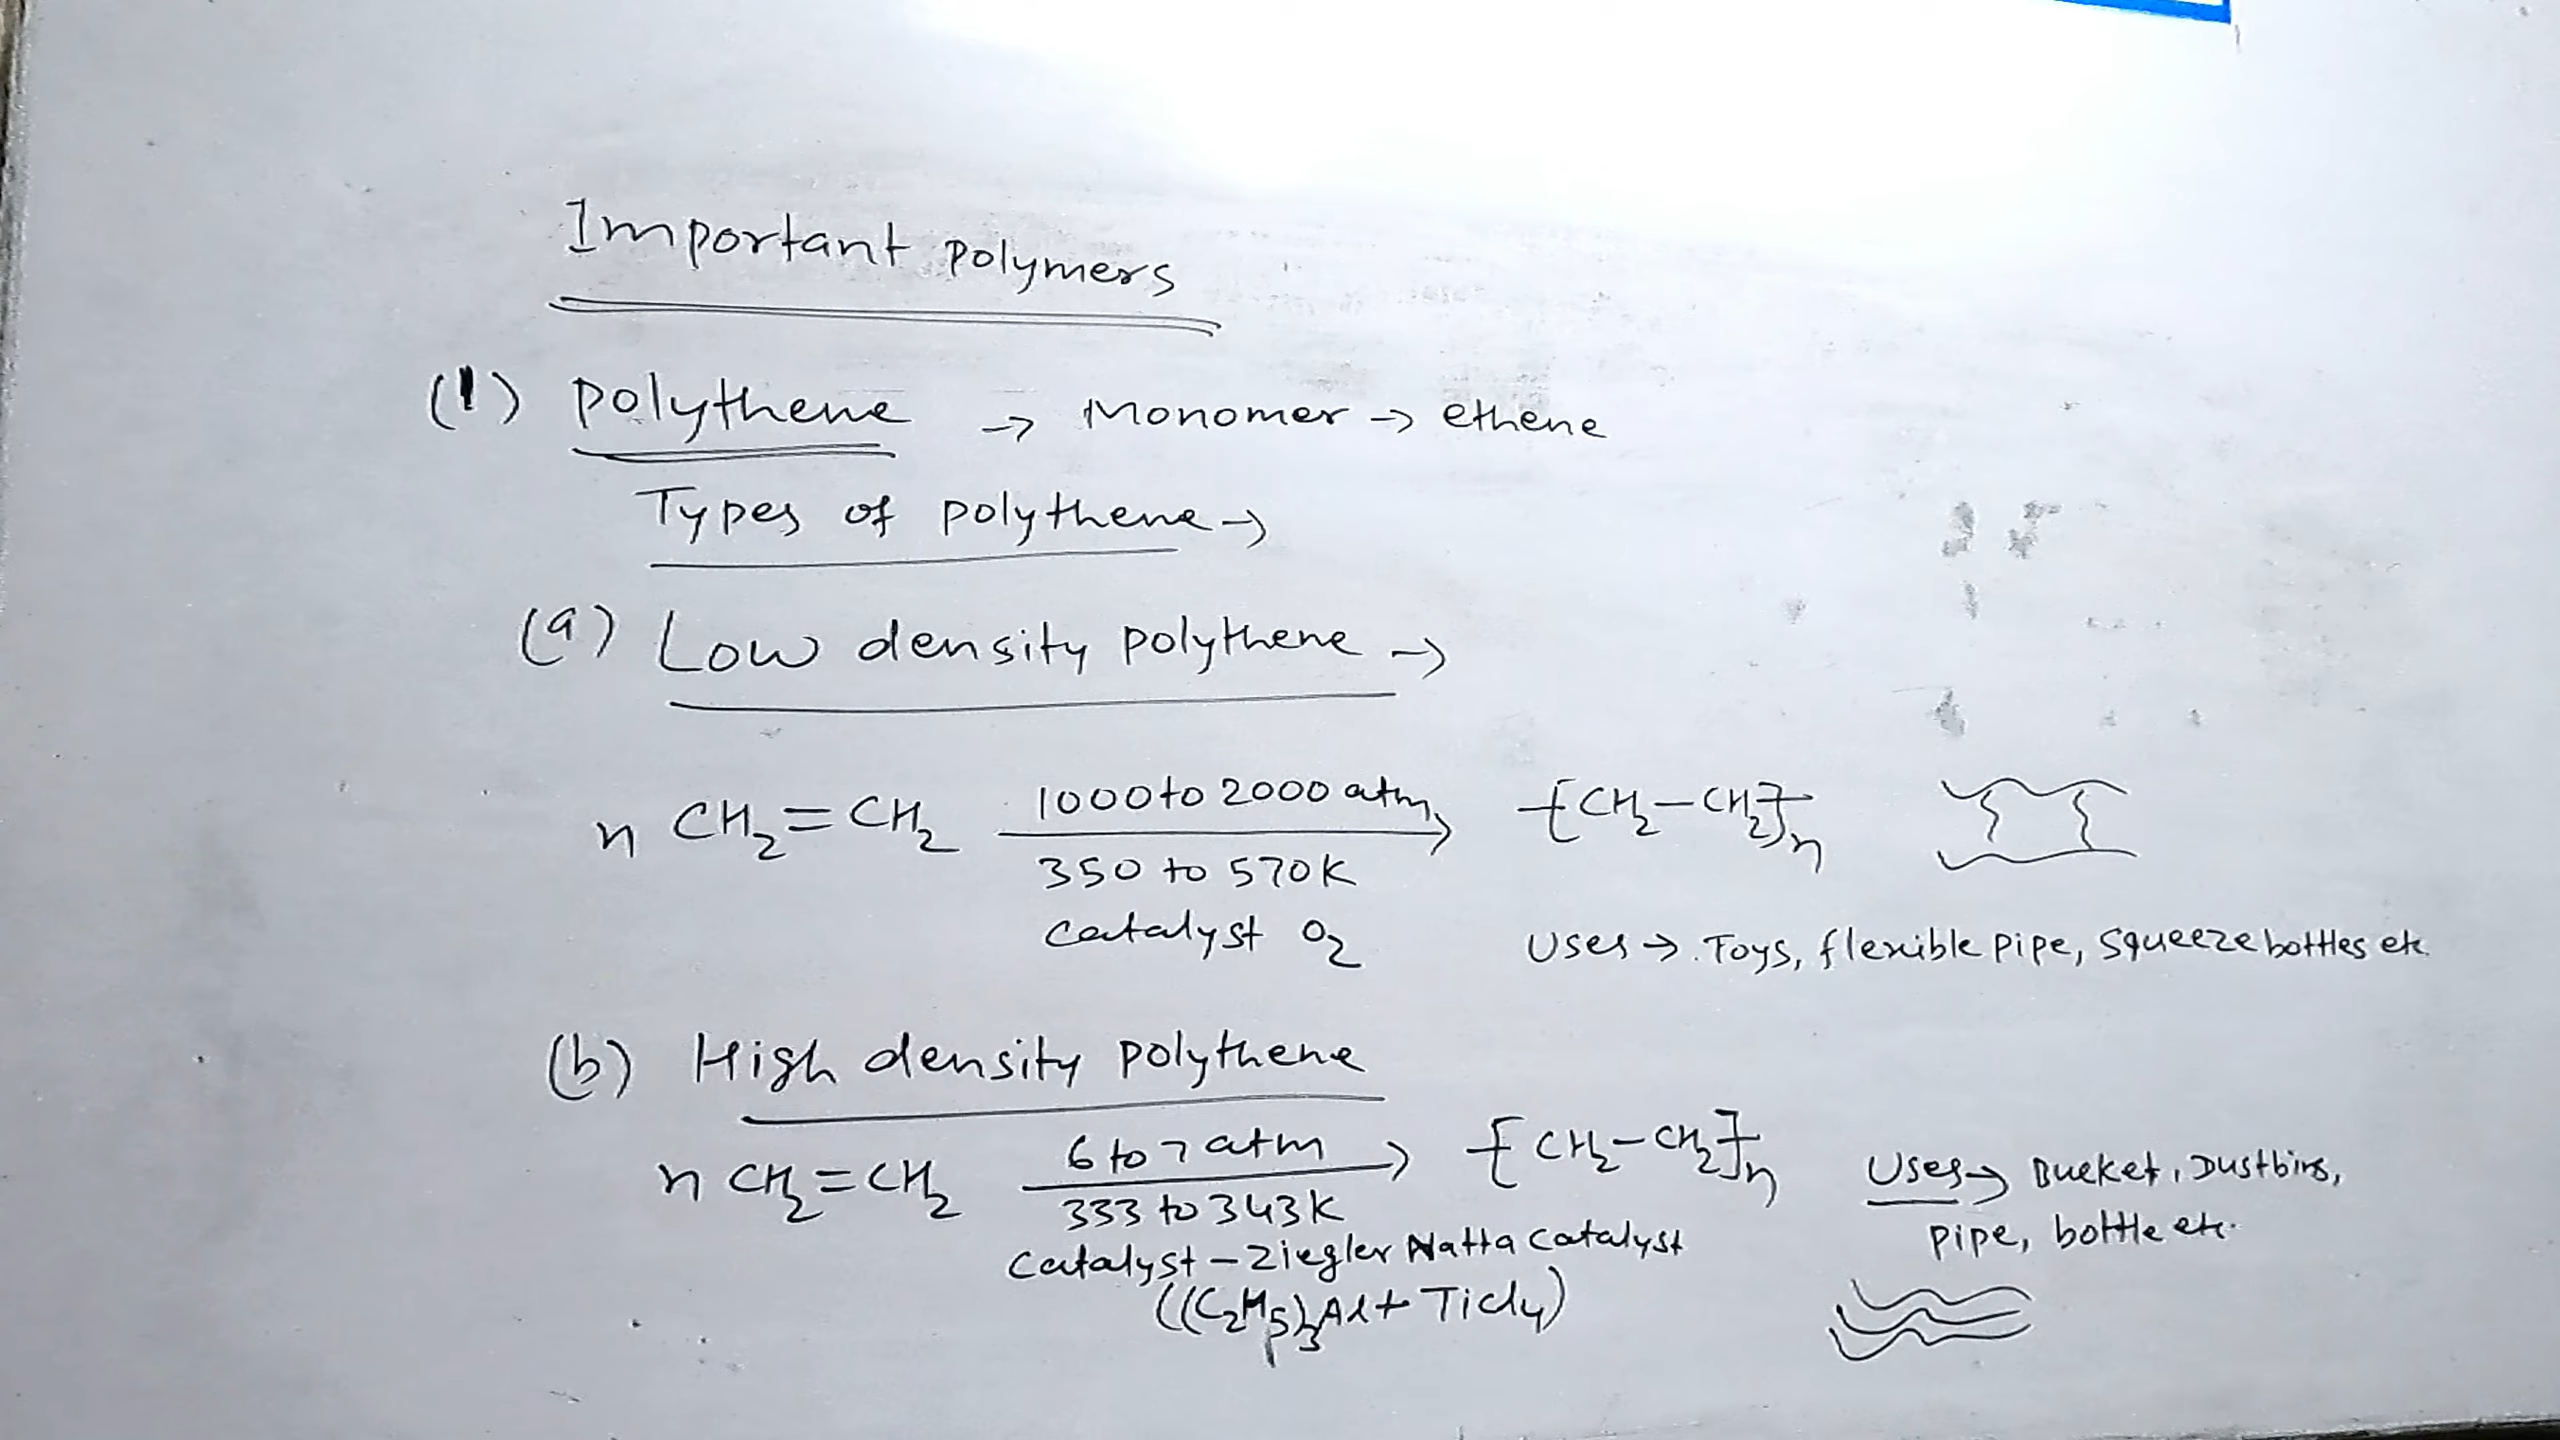 Important Polymers
(1) Polythene → Monomer → ethene
Types of polythene →
(a) Low density polythene →
n CH₂=CH₂ 1000 to 2000 atm → [CH₂-CH₂]n
350 to 570K
Catalyst O₂
Uses → Toys, flexible pipe, squeeze bottles etc
(b) High density polythene
n CH₂=CH₂ 6 to 7 atm → [CH₂-CH₂]n
333 to 343K
Uses → Bucket, Dustbins,
pipe, bottle etc.
Catalyst - Ziegler Natta Catalyst
((C₂H₅)₃Al + TiCl₄)